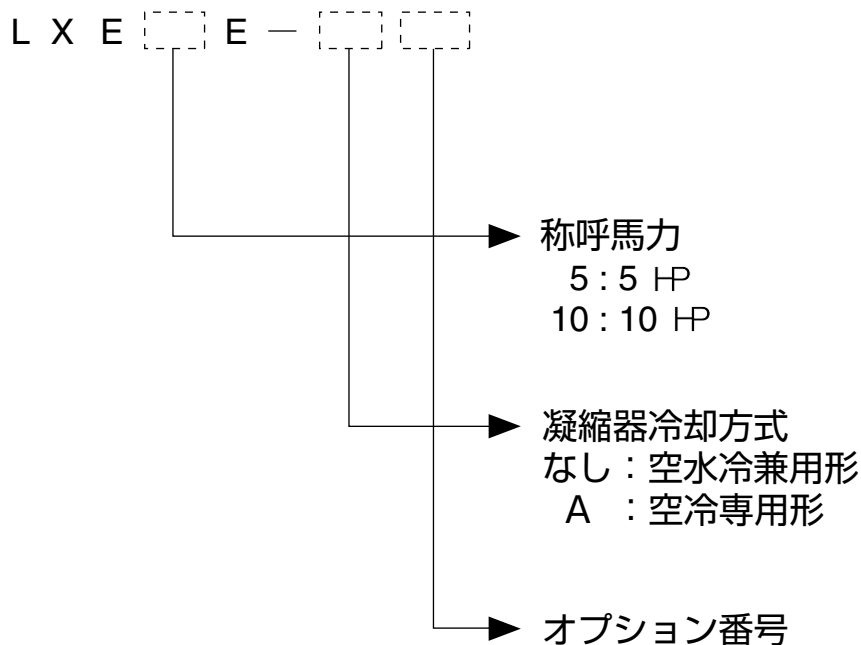 LXE E－
称呼馬力
5：5 HP
10：10 HP
凝縮器冷却方式
なし：空水冷兼用形
A ：空冷専用形
オプション番号